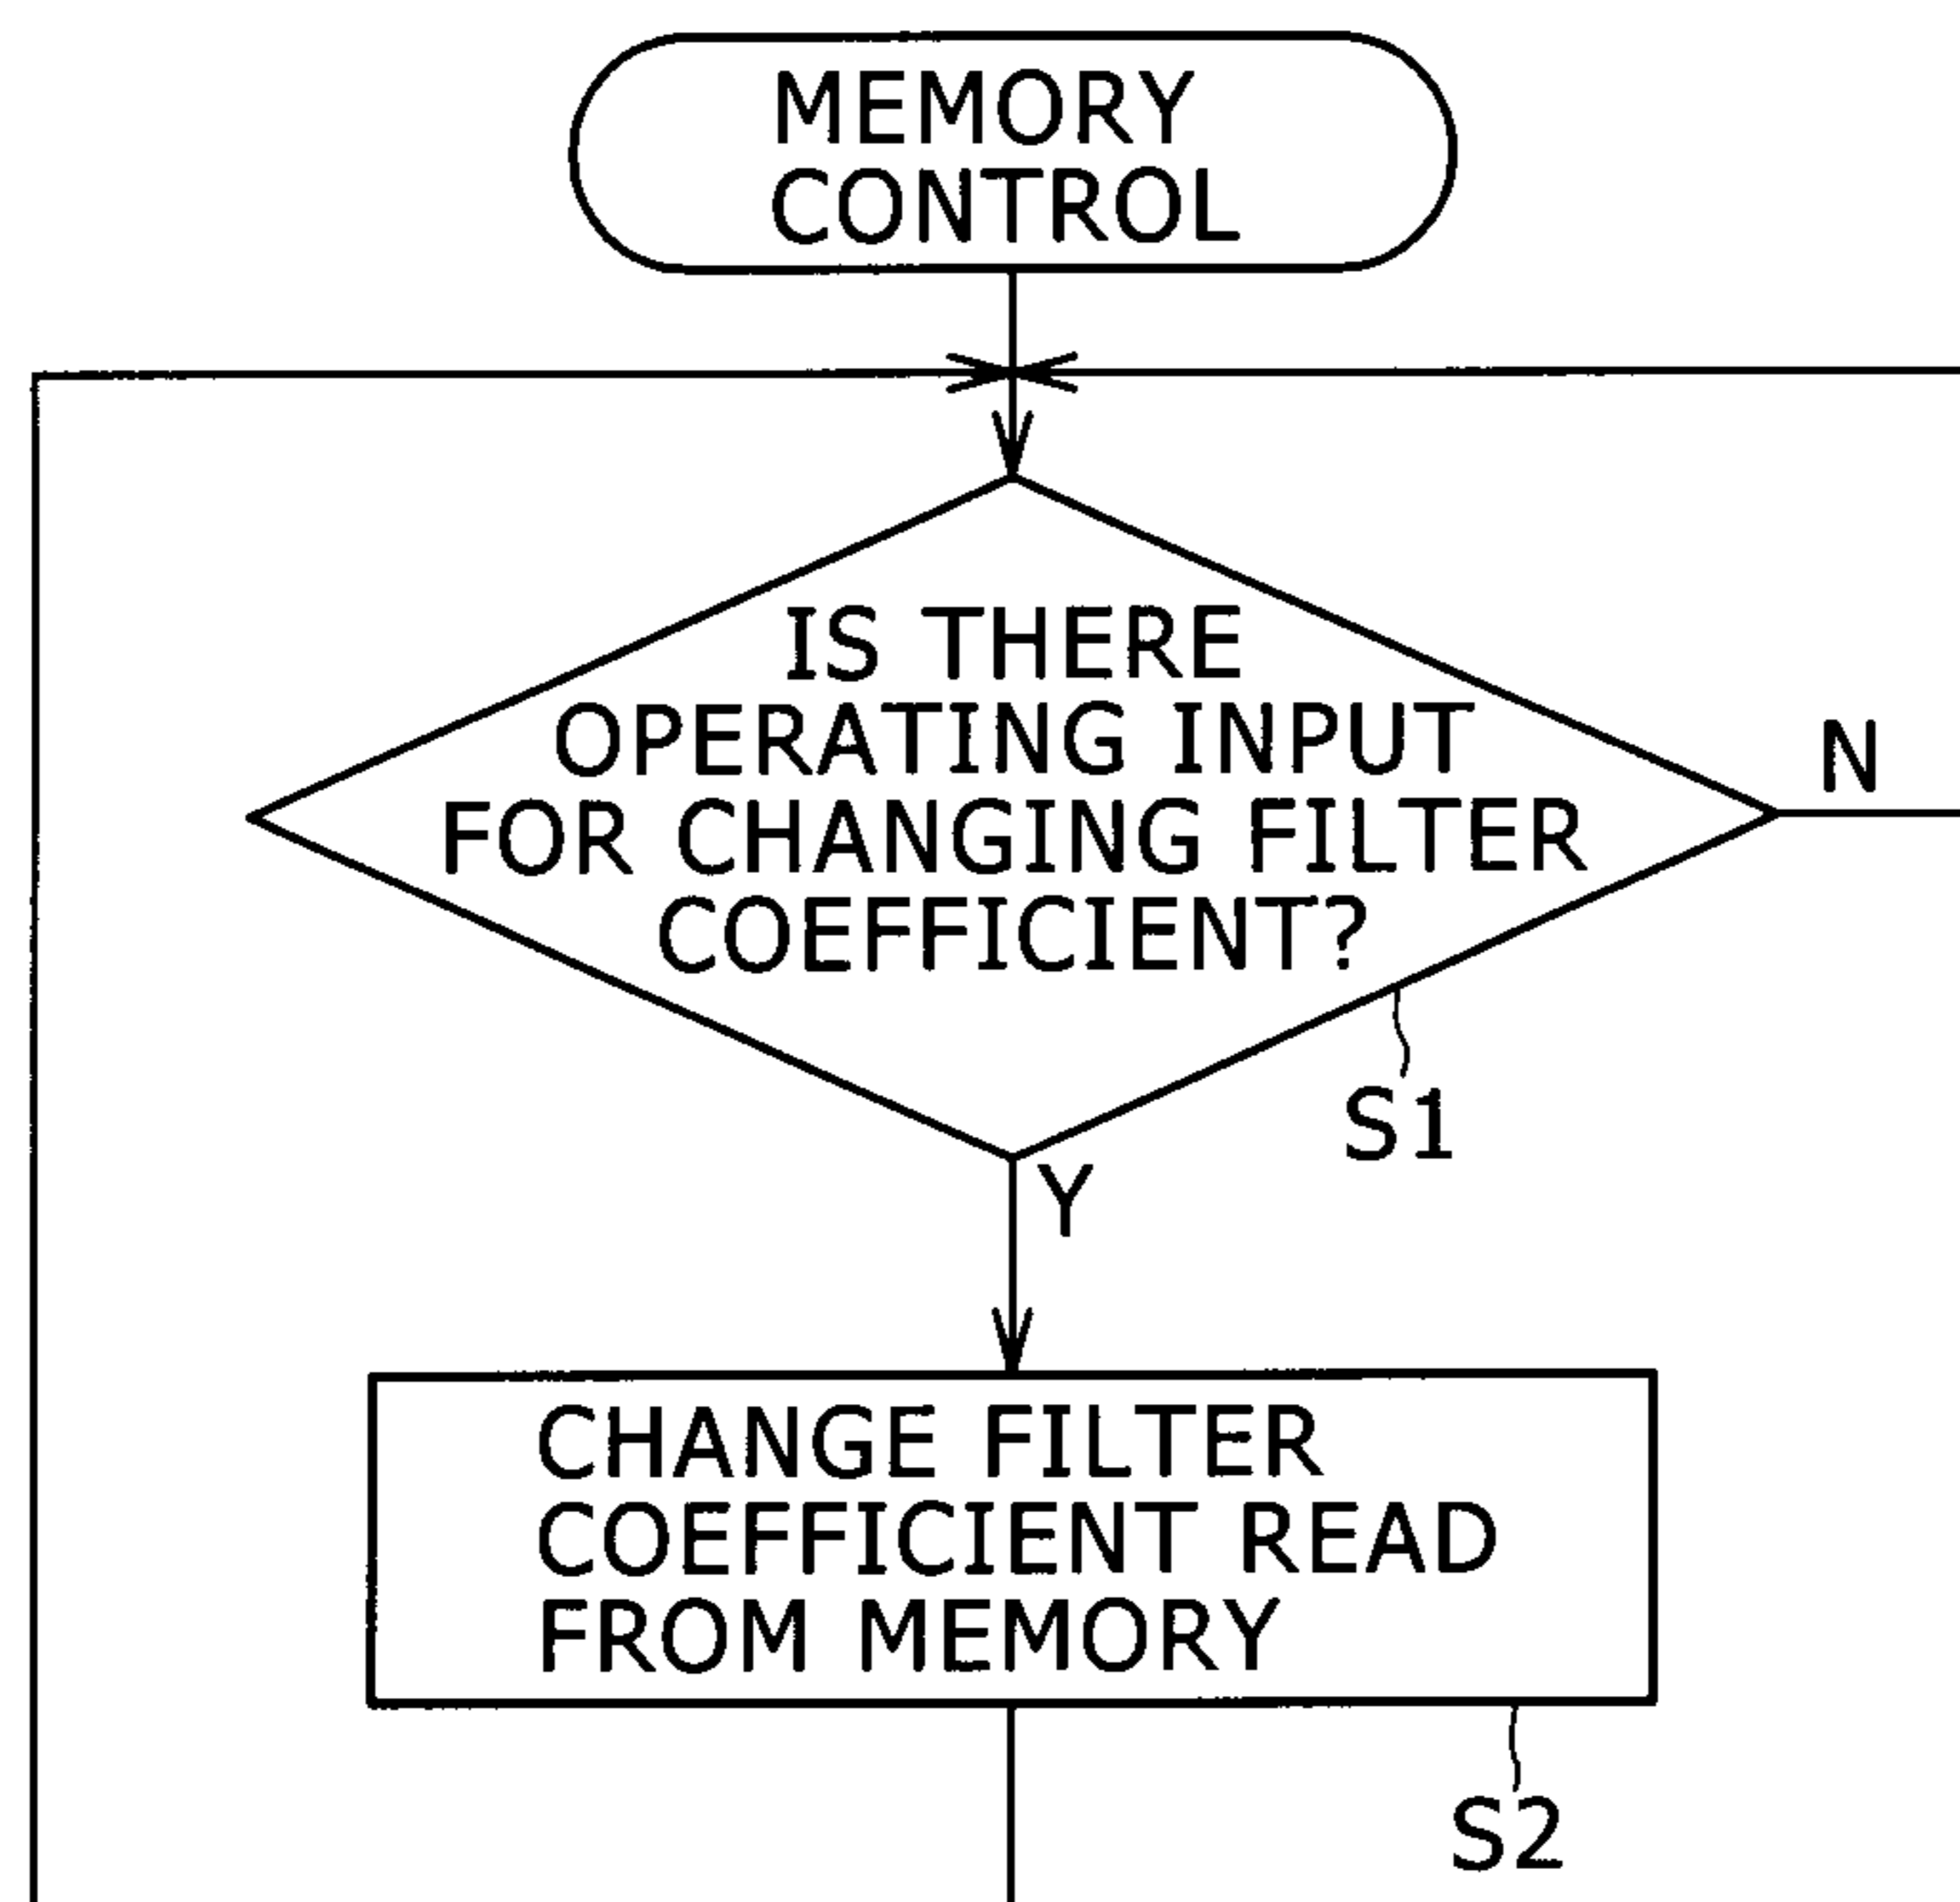 MEMORY
CONTROL
IS THERE
OPERATING INPUT
FOR CHANGING FILTER
COEFFICIENT?
N
S1
Y
CHANGE FILTER
COEFFICIENT READ
FROM MEMORY
S2